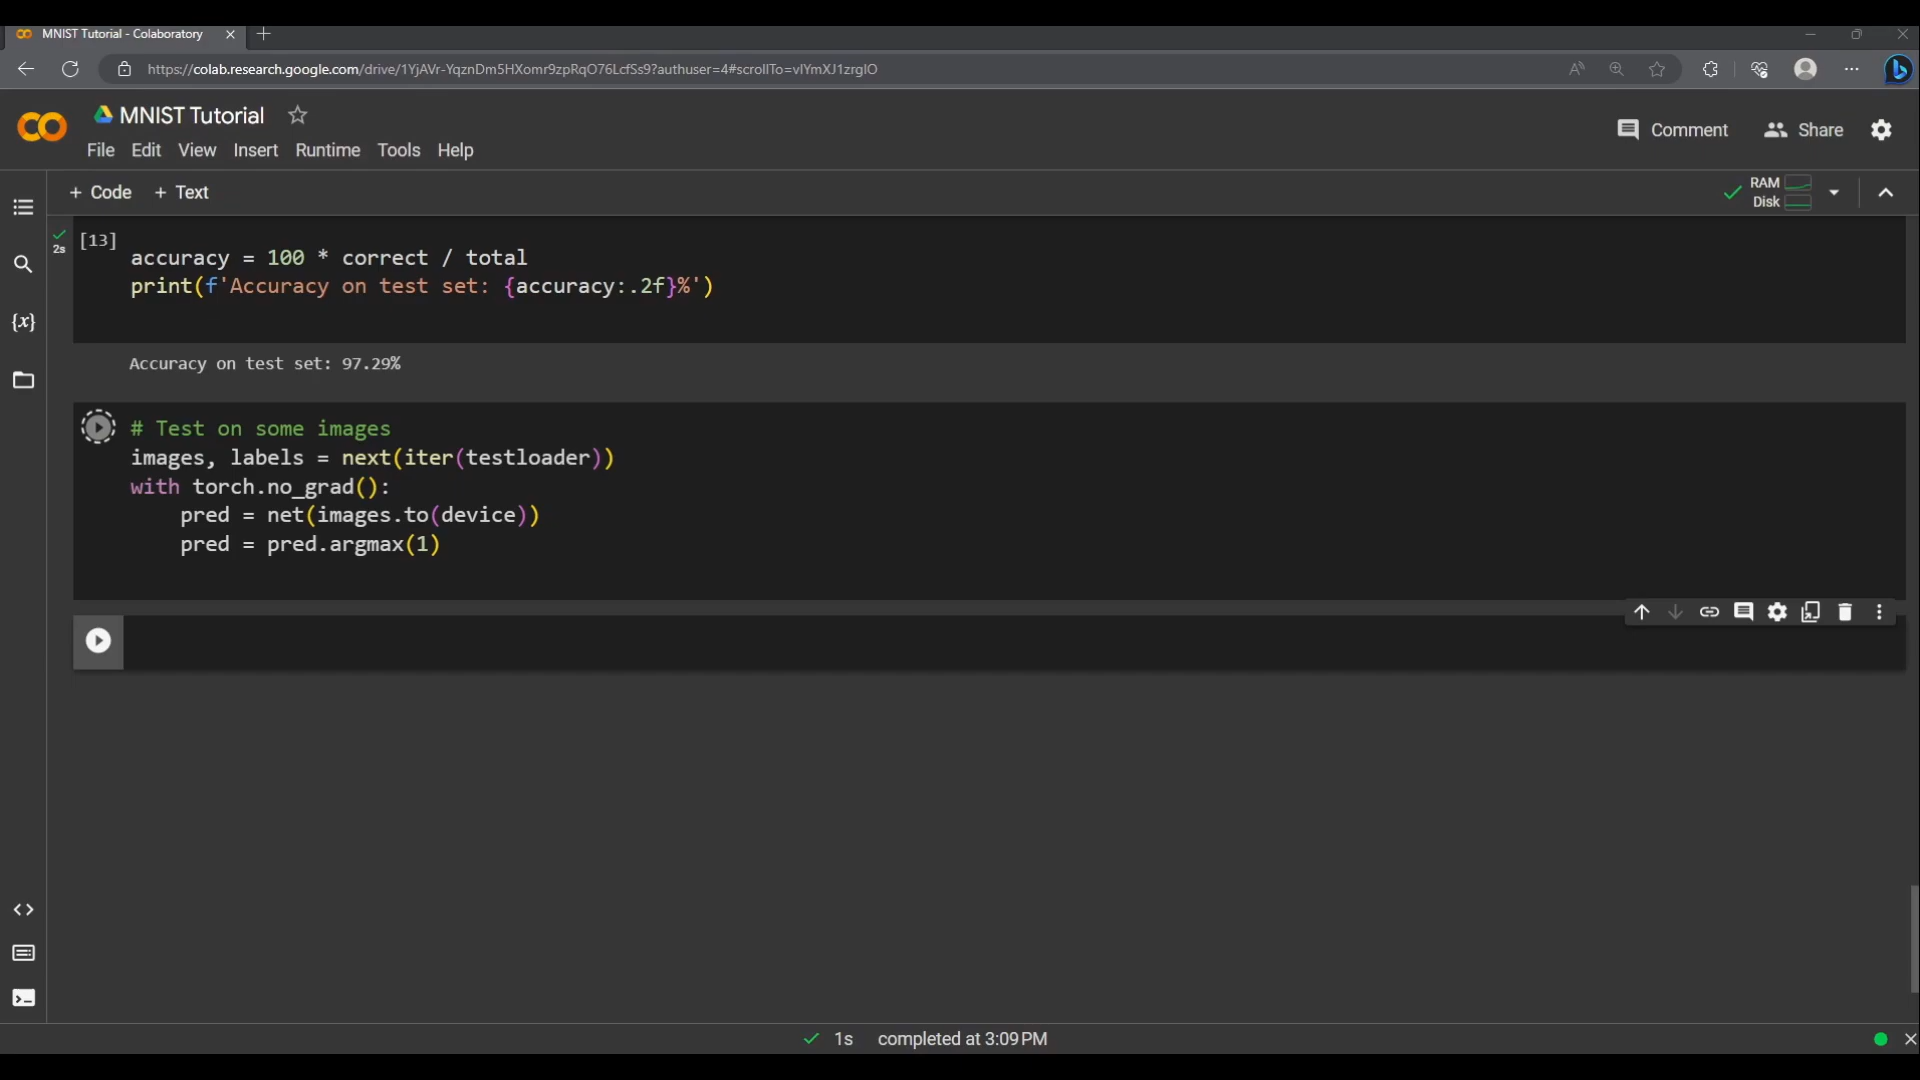 MNIST Tutorial - Colaboratory
https://colab.research.google.com/drive/1YjAVr-YqznDm5HXomr9zpRqO76LcfSs9?authuser=4#scrollTo=vlYmXJ1zrglO
MNIST Tutorial
File Edit View Insert Runtime Tools Help
Comment Share
+ Code + Text
RAM
Disk
2s
[13]
accuracy = 100 * correct / total
print(f'Accuracy on test set: {accuracy:.2f}%')
Accuracy on test set: 97.29%
# Test on some images
images, labels = next(iter(testloader))
with torch.no_grad():
    pred = net(images.to(device))
    pred = pred.argmax(1)
1s completed at 3:09 PM